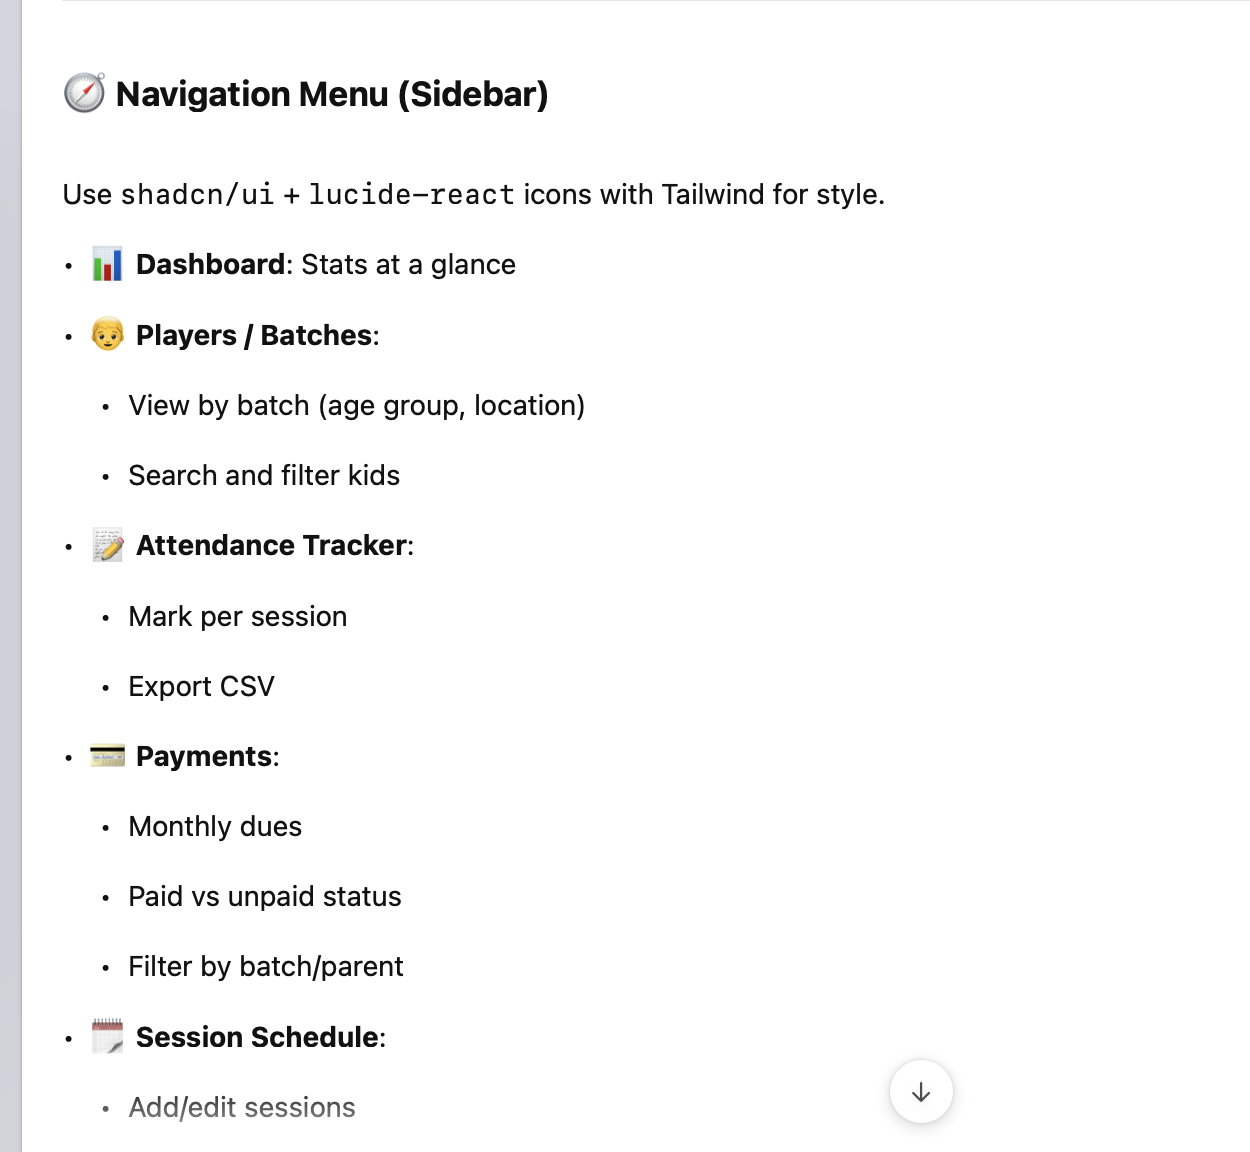 🧭 Navigation Menu (Sidebar)
Use shadcn/ui + lucide-react icons with Tailwind for style.
• 📊 Dashboard: Stats at a glance
• 👦 Players / Batches:
• View by batch (age group, location)
• Search and filter kids
• 📝 Attendance Tracker:
• Mark per session
• Export CSV
• 💳 Payments:
• Monthly dues
• Paid vs unpaid status
• Filter by batch/parent
• 🗓️ Session Schedule:
• Add/edit sessions